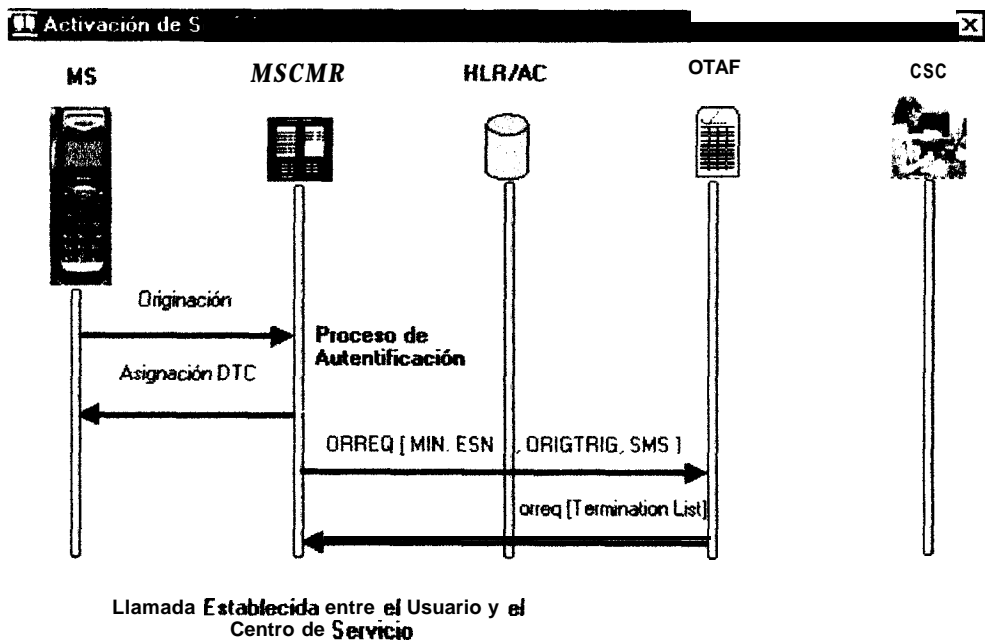 Activación de S
MS
MSCMR
HLR/AC
OTAF
CSC
Originación
Proceso de
Autentificación
Asignación DTC
ORREQ [ MIN. ESN , ORIGTRIG, SMS ]
orreq [Termination List]
Llamada Establecida entre el Usuario y el
Centro de Servicio